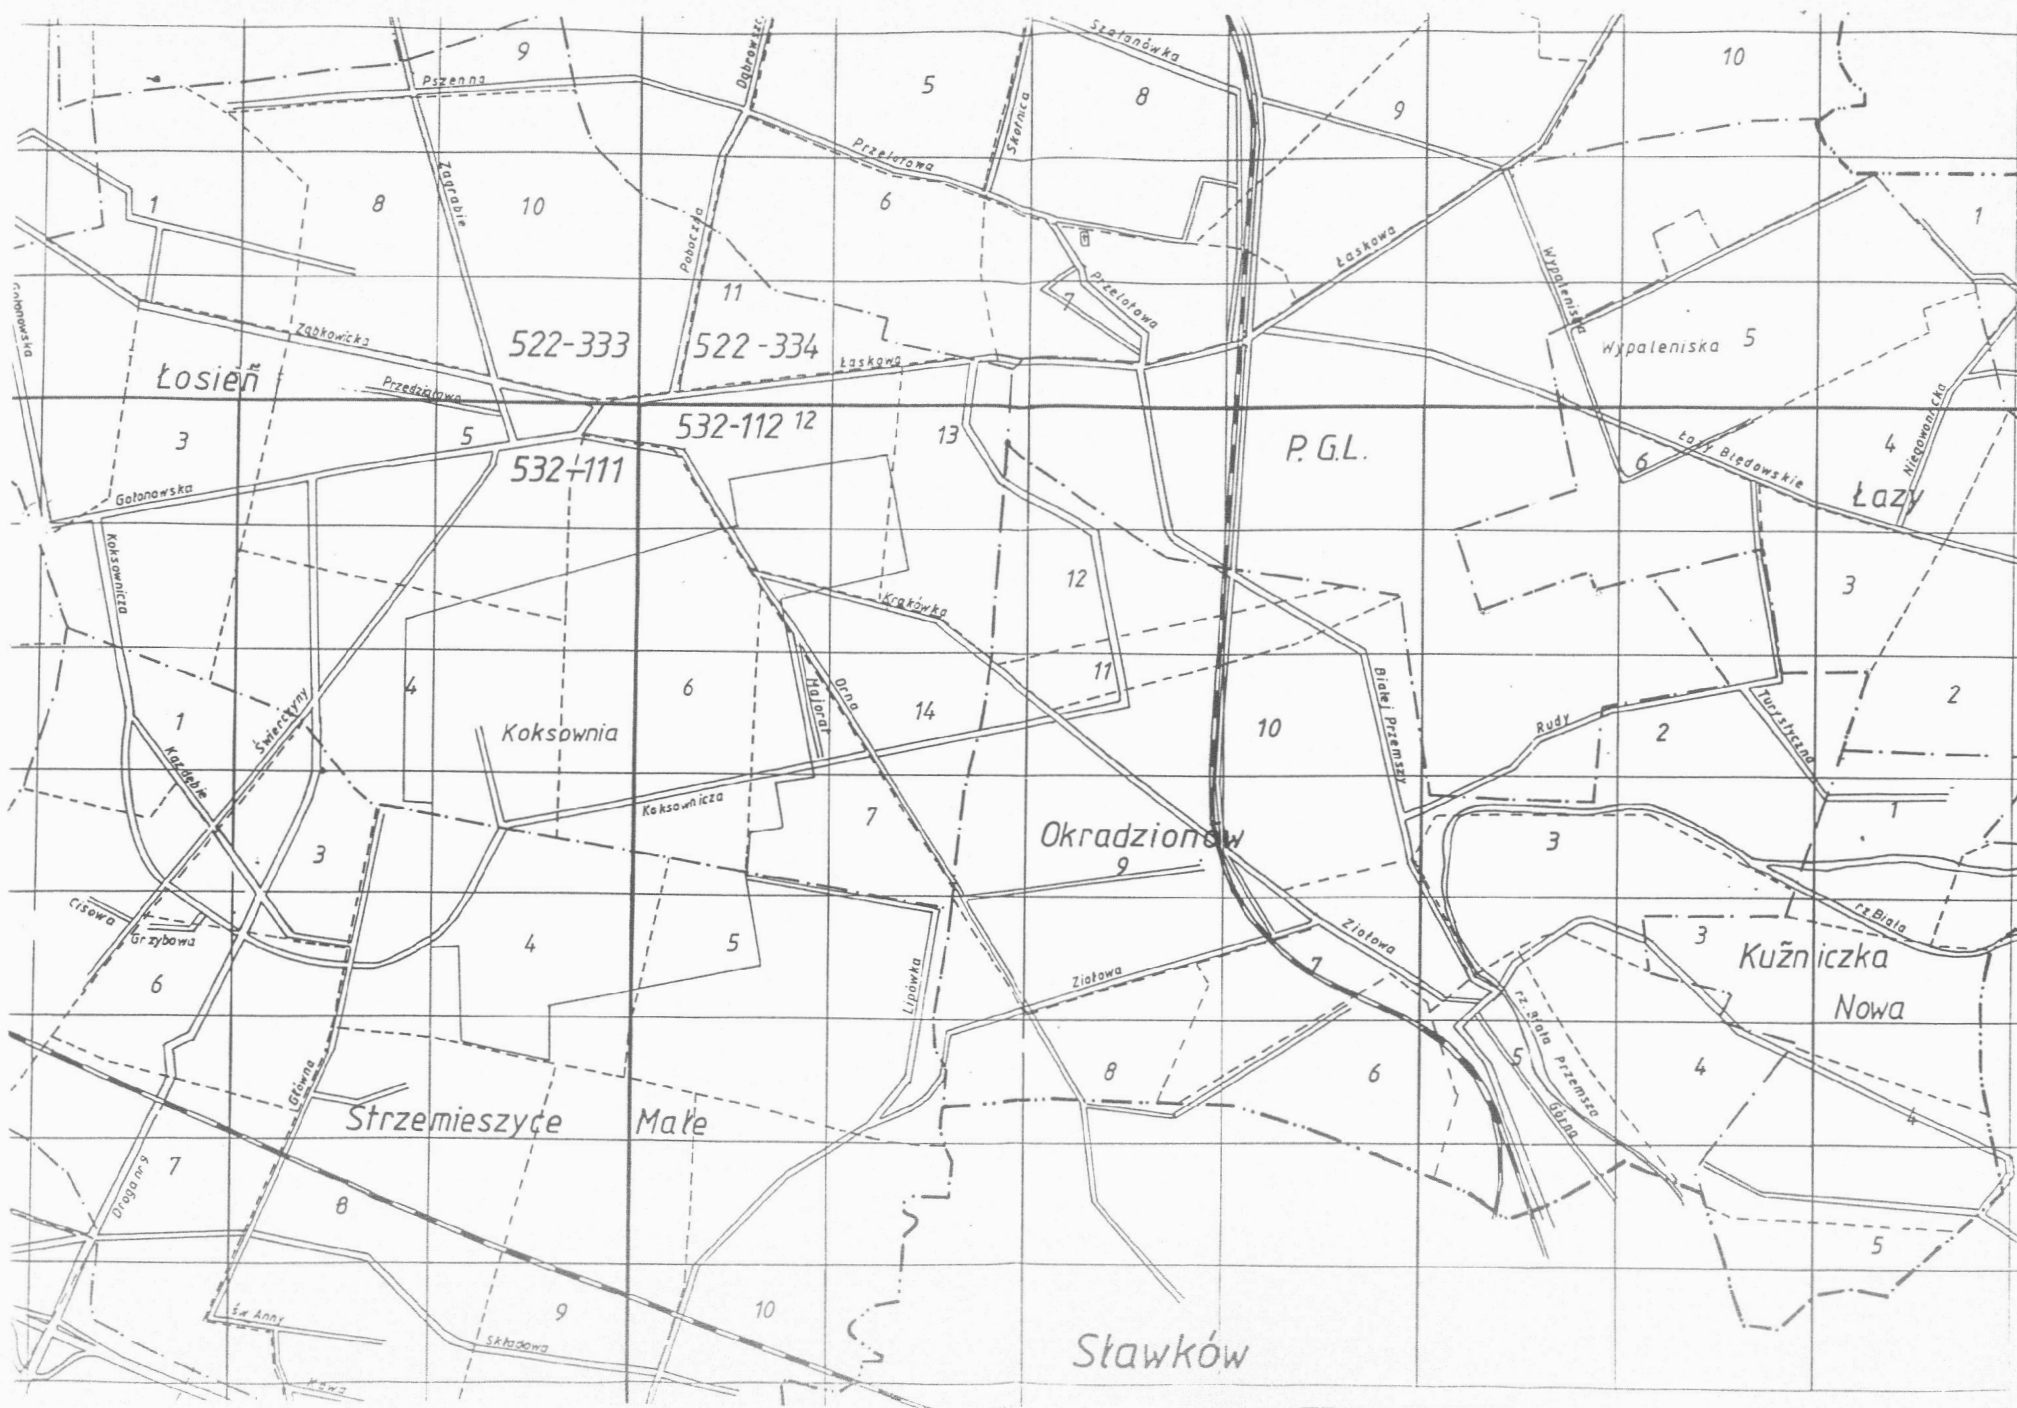 9
Pszenna
5
Szałanówka
8
9
10
Skotnica
Przelotowa
Zagrabie
1
8
10
6
1
Pobocza
Łaskowa
Wypaleniska
11
7
Przelotowa
Ząbkowicka
522-333
522-334
Łaskowa
Wypaleniska
5
Łosień
Przedziałowa
3
5
532-112
12
13
P.G.L.
4
Niegowonicka
6
Łazy Błędowskie
532-111
Gołonowska
Łazy
Koksownicza
Krakówka
12
3
4
6
11
Majorat
Orna
14
Białej Przemszy
10
2
Rudy
2
Turystyczna
1
Świerczyny
Koksownia
Kazdębie
Koksownicza
7
Okradzionów
9
3
3
1
Cisowa
Grzybowa
4
5
Ziołowa
3
rz. Biała
Kuźniczka
Nowa
6
Lipówka
Ziołowa
7
rz. Biała Przemsza
5
4
Główna
8
6
Górna
4
Strzemieszyce Małe
7
Droga nr 9
8
5
9
10
św. Anny
Składowa
Sławków